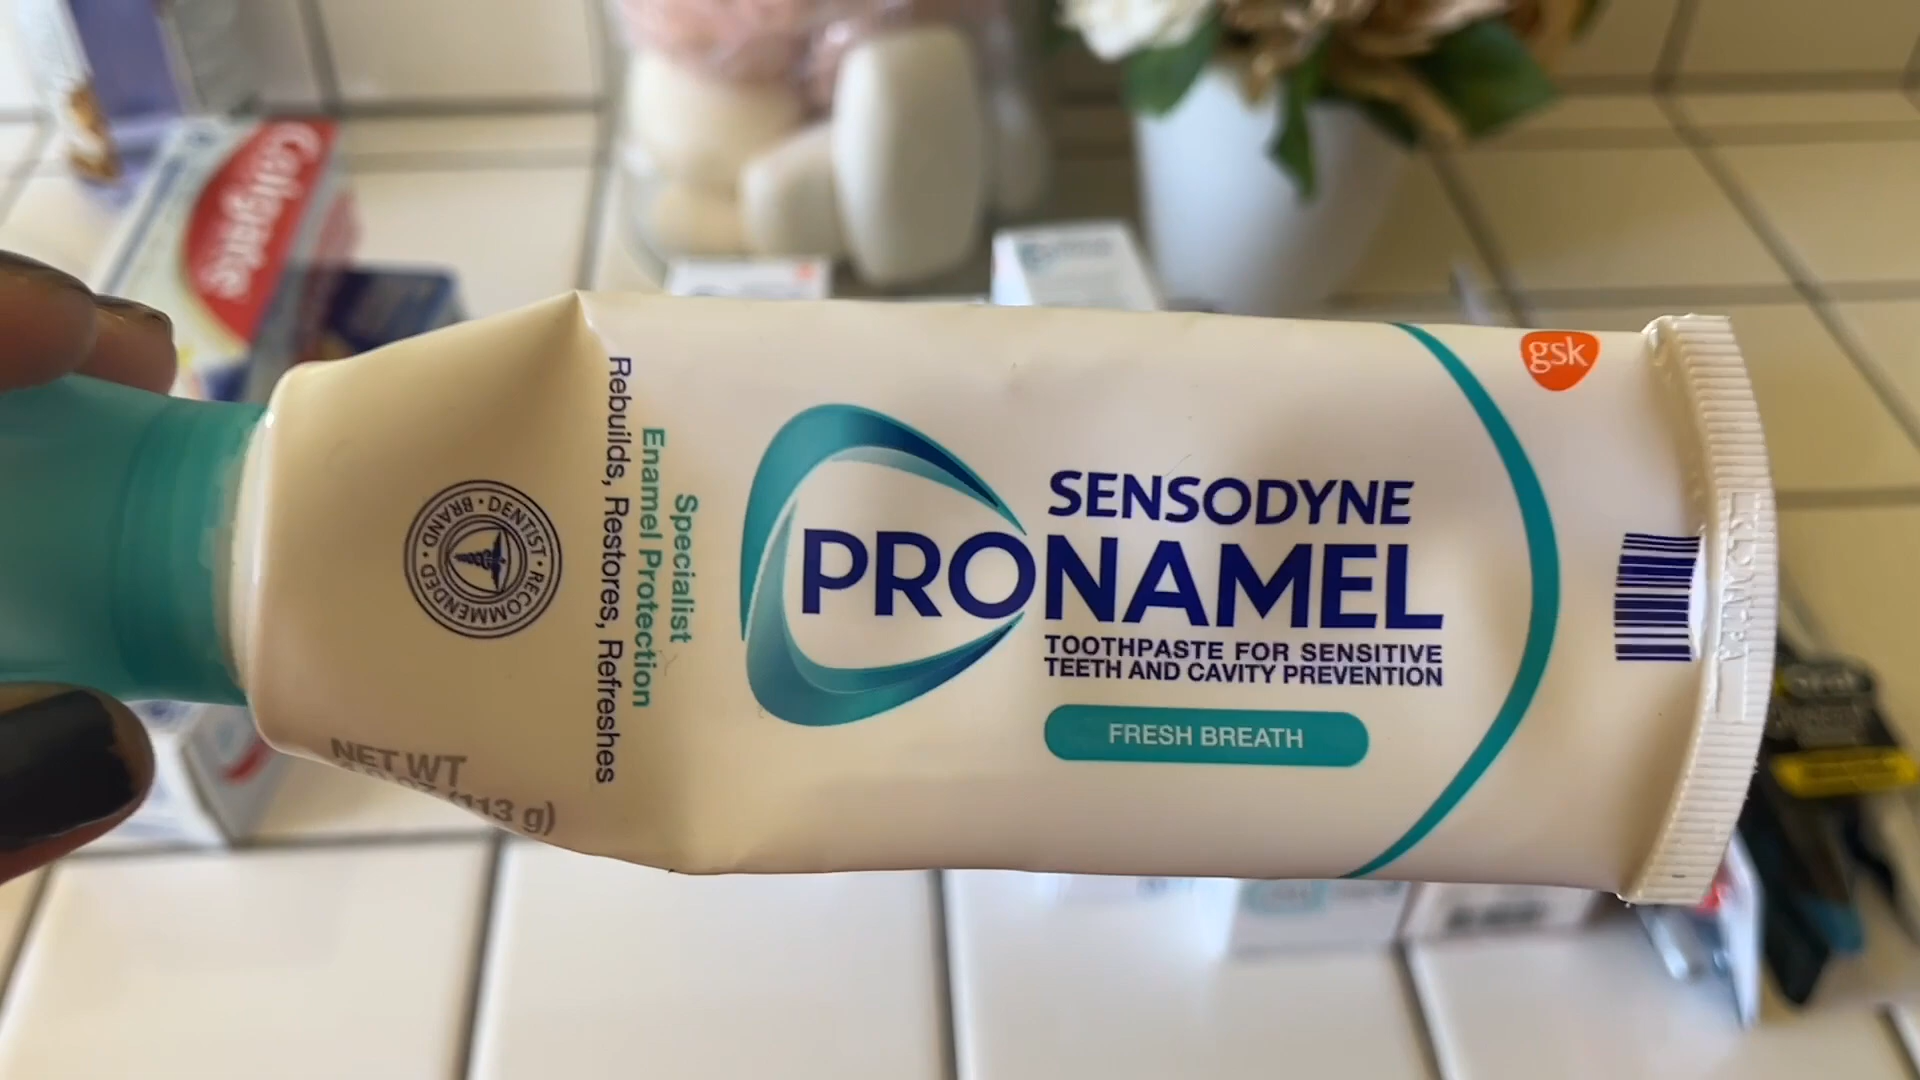 Colgate
gsk
SENSODYNE
PRONAMEL
TOOTHPASTE FOR SENSITIVE
TEETH AND CAVITY PREVENTION
FRESH BREATH
Specialist
Enamel Protection
Rebuilds, Restores, Refreshes
DENTIST • RECOMMENDED • BRAND •
NET WT
(113 g)